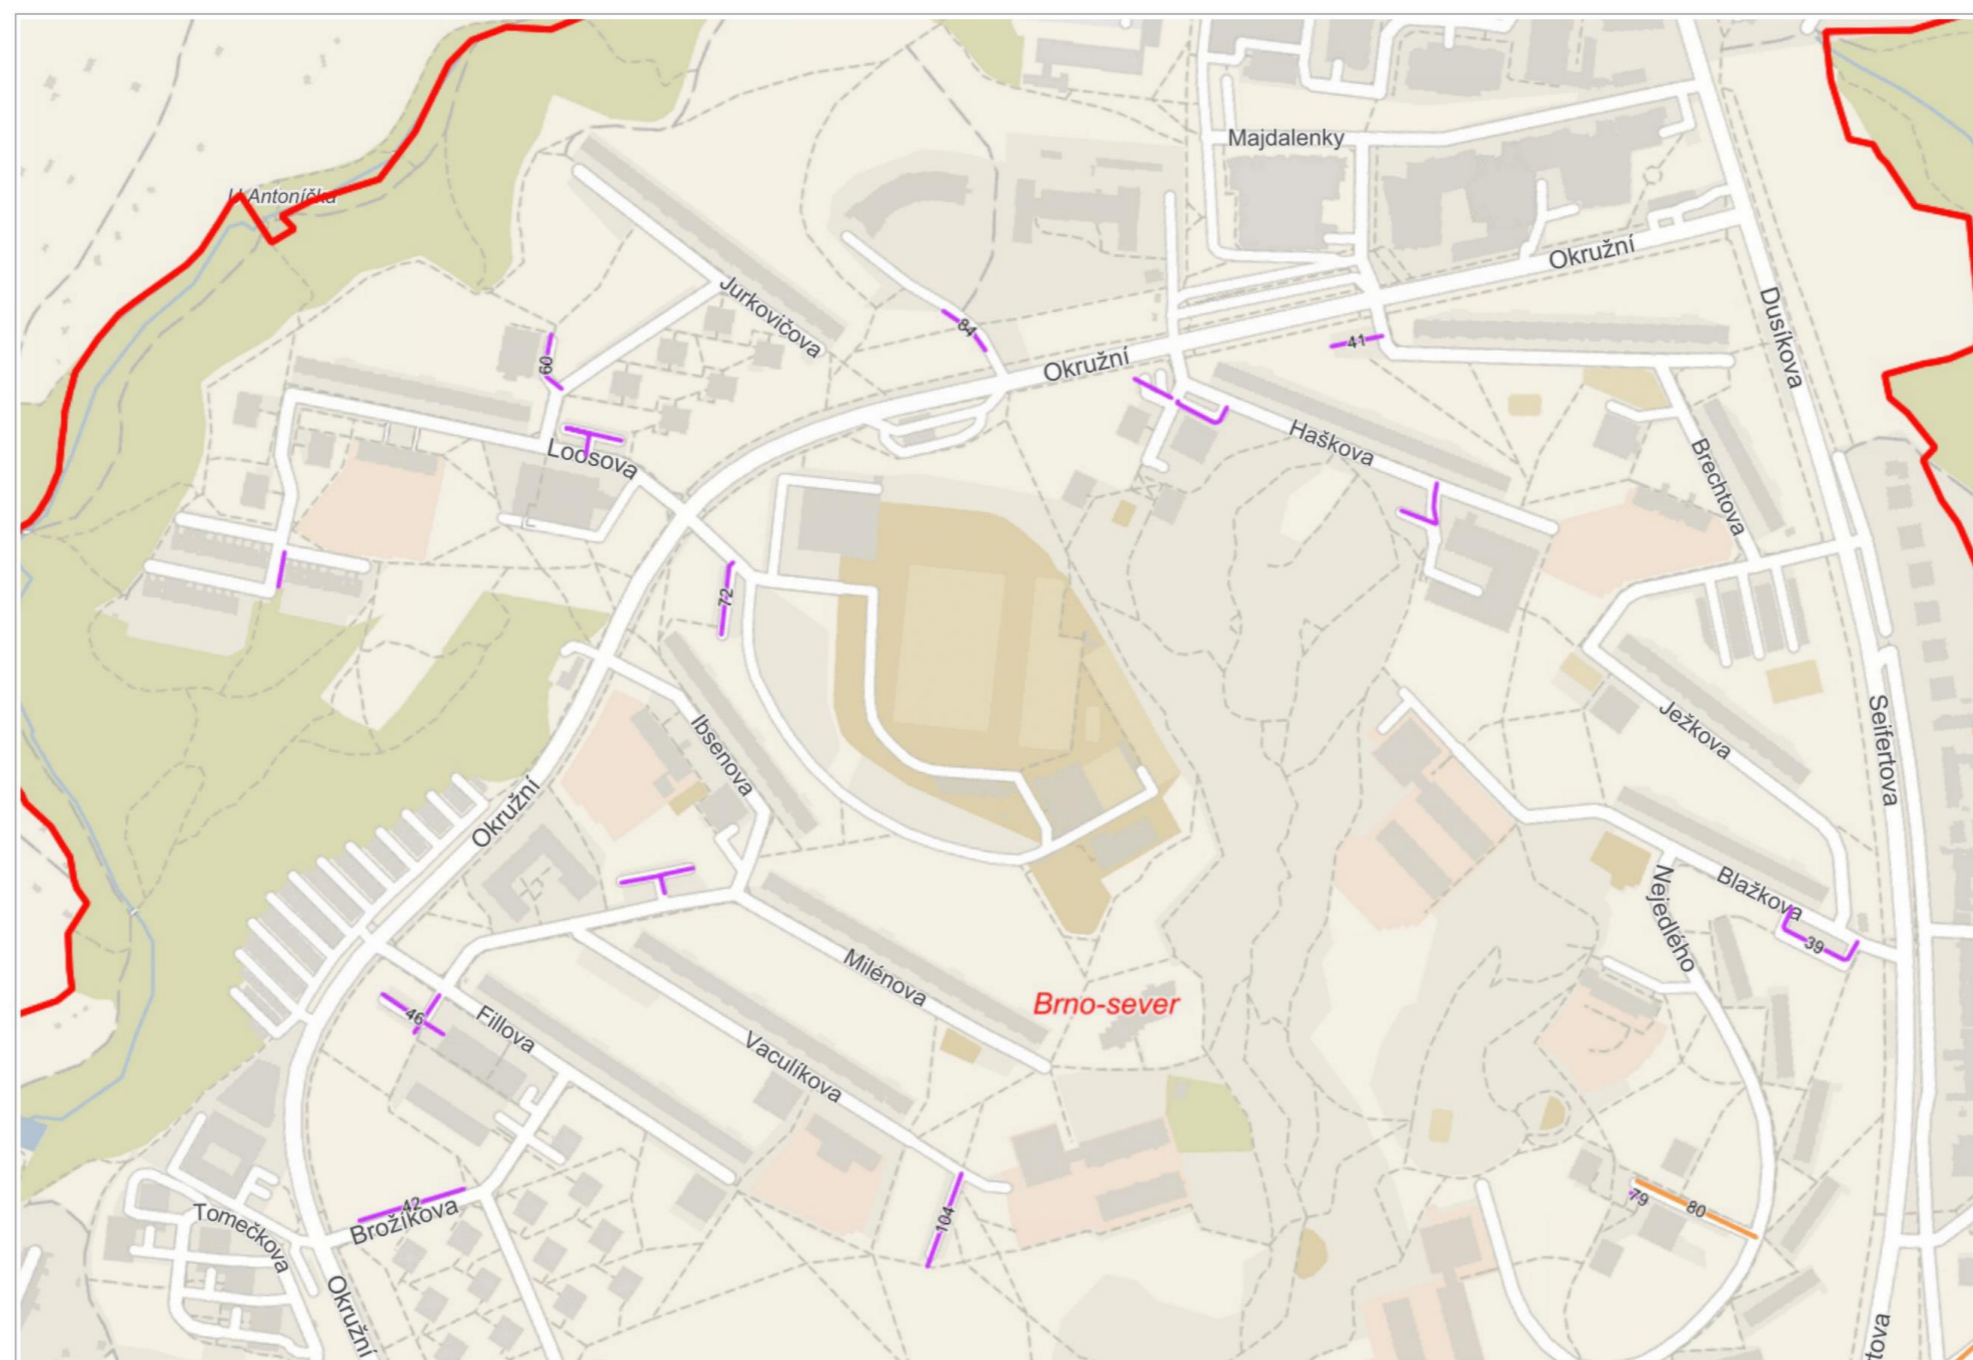 Majdalenky
U Antoníčka
Okružní
Jurkovičova
84
Dusíkova
60
41
Okružní
Haškova
Loosova
Brechtova
72
Ibsenova
Ježkova
Seifertova
Okružní
Blažkova
Nejedlého
39
Milénova
Brno-sever
46
Fillova
Vaculíkova
42
Brožíkova
79
80
104
Tomečkova
Okružní
tova